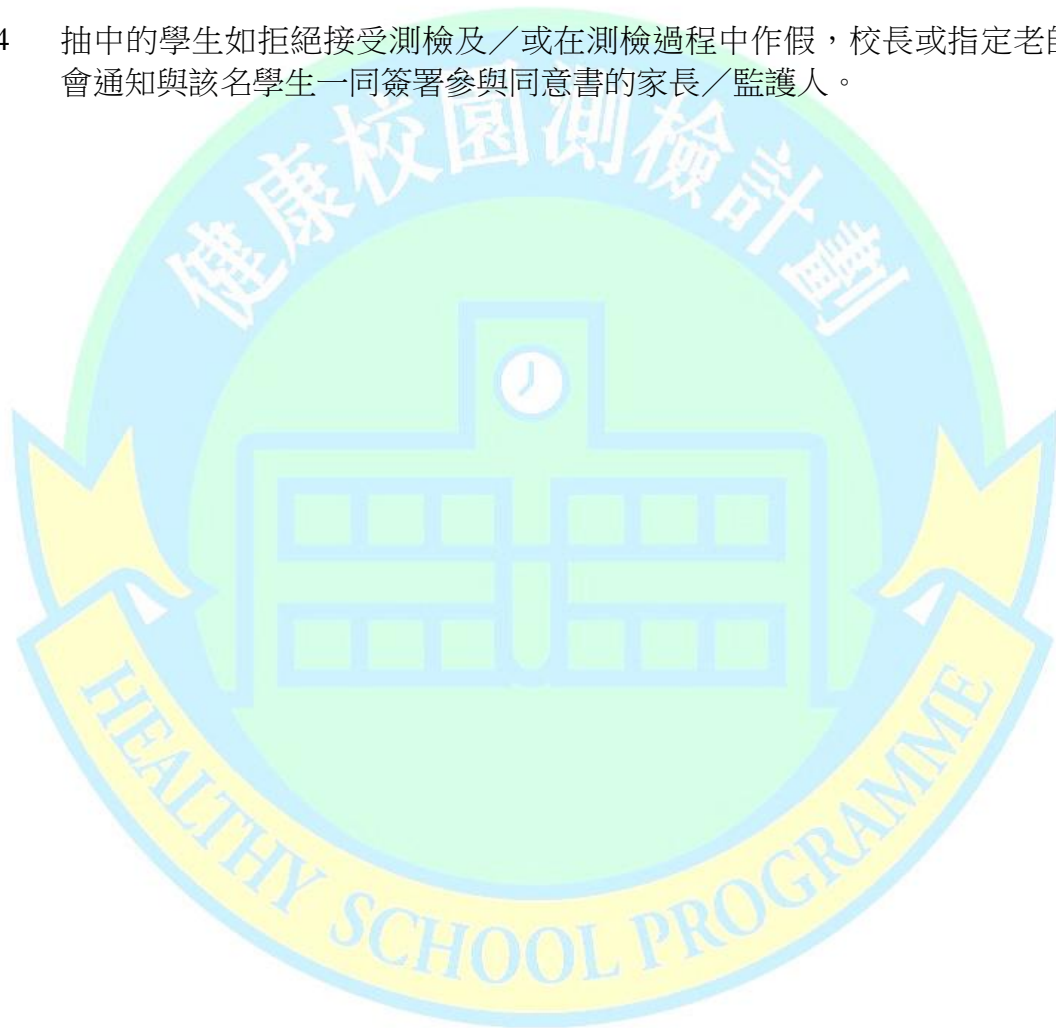 4 抽中的學生如拒絕接受測檢及／或在測檢過程中作假，校長或指定老
會通知與該名學生一同簽署參與同意書的家長／監護人。
健康校園測檢計劃
HEALTHY SCHOOL PROGRAMME